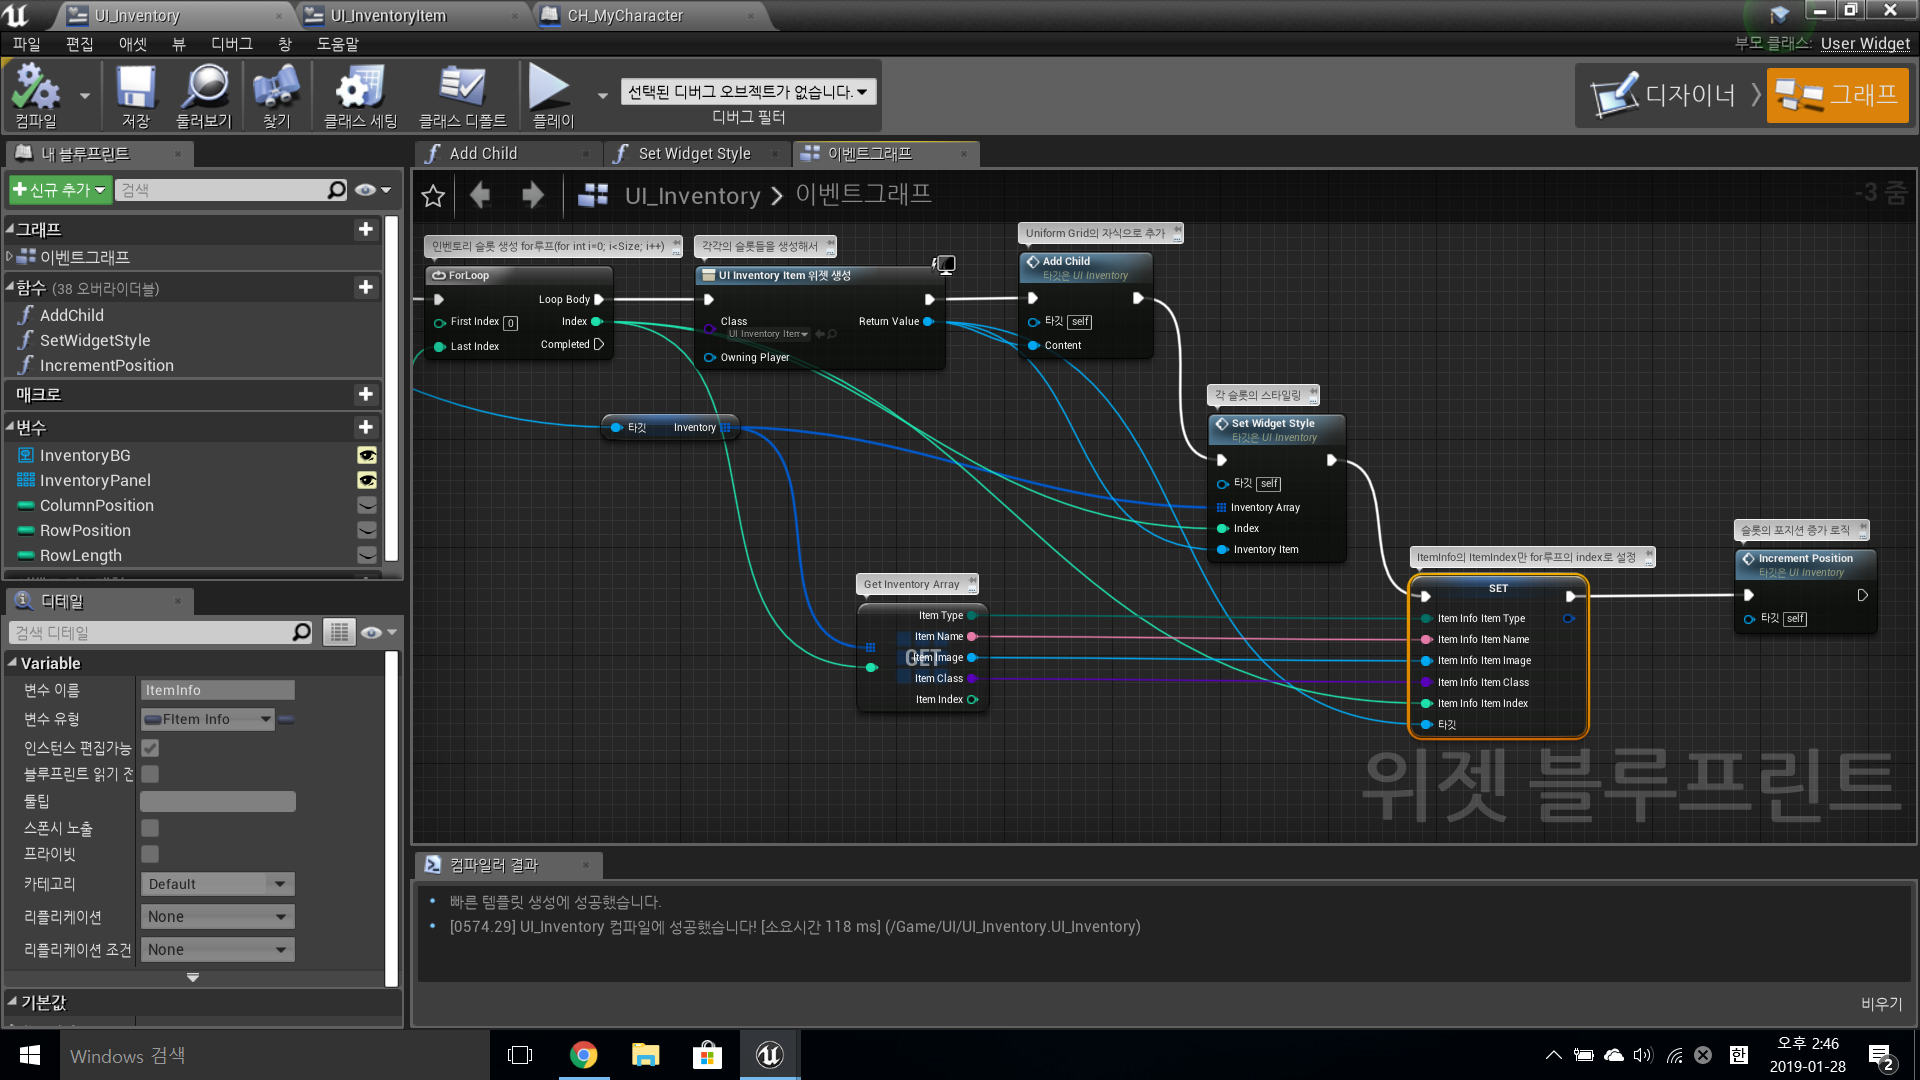 UI_Inventory
UI_InventoryItem
CH_MyCharacter
파일 편집 애셋 뷰 디버그 창 도움말
부모 클래스: User Widget
컴파일
저장
둘러보기
찾기
클래스 세팅
클래스 디폴트
플레이
선택된 디버그 오브젝트가 없습니다.
디버그 필터
디자이너
그래프
내 블루프린트
Add Child
Set Widget Style
이벤트그래프
신규 추가
검색
UI_Inventory > 이벤트그래프
-3 줌
그래프
이벤트그래프
함수 (38 오버라이더블)
AddChild
SetWidgetStyle
IncrementPosition
매크로
변수
InventoryBG
InventoryPanel
ColumnPosition
RowPosition
RowLength
인벤토리 슬롯 생성 for루프(for int i=0; i<Size; i++)
ForLoop
Loop Body
First Index 0
Index
Last Index
Completed
각각의 슬롯들을 생성해서
UI Inventory Item 위젯 생성
Class
UI Inventory Item
Return Value
Owning Player
Uniform Grid의 자식으로 추가
Add Child
타깃은 UI Inventory
타깃 self
Content
타깃 Inventory
각 슬롯의 스타일링
Set Widget Style
타깃은 UI Inventory
타깃 self
Inventory Array
Index
Inventory Item
Get Inventory Array
GET
Item Type
Item Name
Item Image
Item Class
Item Index
ItemInfo의 ItemIndex만 for루프의 index로 설정
SET
Item Info Item Type
Item Info Item Name
Item Info Item Image
Item Info Item Class
Item Info Item Index
타깃
슬롯의 포지션 증가 로직
Increment Position
타깃은 UI Inventory
타깃 self
위젯 블루프린트
디테일
검색 디테일
Variable
변수 이름 ItemInfo
변수 유형 FItem Info
인스턴스 편집가능
블루프린트 읽기 전
툴팁
스폰시 노출
프라이빗
카테고리 Default
리플리케이션 None
리플리케이션 조건 None
기본값
컴파일러 결과
빠른 템플릿 생성에 성공했습니다.
[0574.29] UI_Inventory 컴파일에 성공했습니다! [소요시간 118 ms] (/Game/UI/UI_Inventory.UI_Inventory)
비우기
Windows 검색
한
오후 2:46
2019-01-28
2